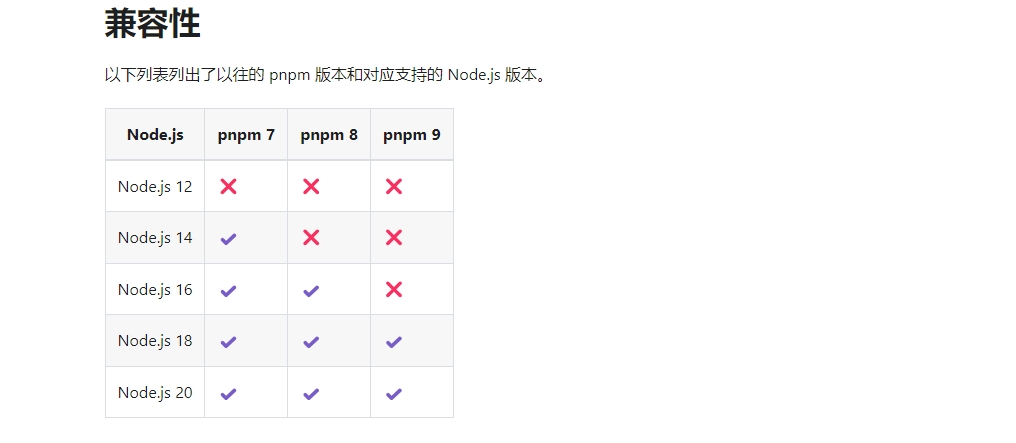 兼容性
以下列表列出了以往的 pnpm 版本和对应支持的 Node.js 版本。
Node.js pnpm 7 pnpm 8 pnpm 9
Node.js 12 ❌ ❌ ❌
Node.js 14 ✔ ❌ ❌
Node.js 16 ✔ ✔ ❌
Node.js 18 ✔ ✔ ✔
Node.js 20 ✔ ✔ ✔